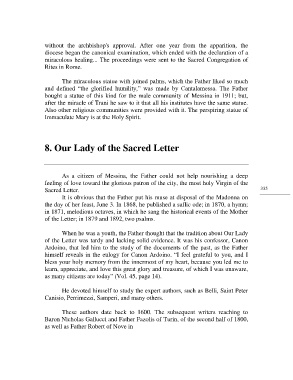 without the archbishop's approval. After one year from the apparition, the
diocese began the canonical examination, which ended with the declaration of a
miraculous healing... The proceedings were sent to the Sacred Congregation of
Rites in Rome.
The miraculous statue with joined palms, which the Father liked so much
and defined "the glorified humility," was made by Cantalamessa. The Father
bought a statue of this kind for the male community of Messina in 1911; but,
after the miracle of Trani he saw to it that all his institutes have the same statue.
Also other religious communities were provided with it. The perspiring statue of
Immaculate Mary is at the Holy Spirit.
8. Our Lady of the Sacred Letter
As a citizen of Messina, the Father could not help nourishing a deep
feeling of love toward the glorious patron of the city, the most holy Virgin of the
Sacred Letter.
It is obvious that the Father put his muse at disposal of the Madonna on
the day of her feast, June 3. In 1868, he published a suffice ode; in 1870, a hymn;
in 1871, melodious octaves, in which he sang the historical events of the Mother
of the Letter; in 1879 and 1892, two psalms.
When he was a youth, the Father thought that the tradition about Our Lady
of the Letter was tardy and lacking solid evidence. It was his confessor, Canon
Ardoino, that led him to the study of the documents of the past, as the Father
himself reveals in the eulogy for Canon Ardoino. "I feel grateful to you, and I
bless your holy memory from the innermost of my heart, because you led me to
learn, appreciate, and love this great glory and treasure, of which I was unaware,
as many citizens are today" (Vol. 45, page 14).
He devoted himself to study the expert authors, such as Belli, Saint Peter
Canisio, Perrimezzi, Samperi, and many others.
These authors date back to 1600. The subsequent writers reaching to
Baron Nicholas Gallucci and Father Fazolis of Turin, of the second half of 1800,
as well as Father Robert of Nove in